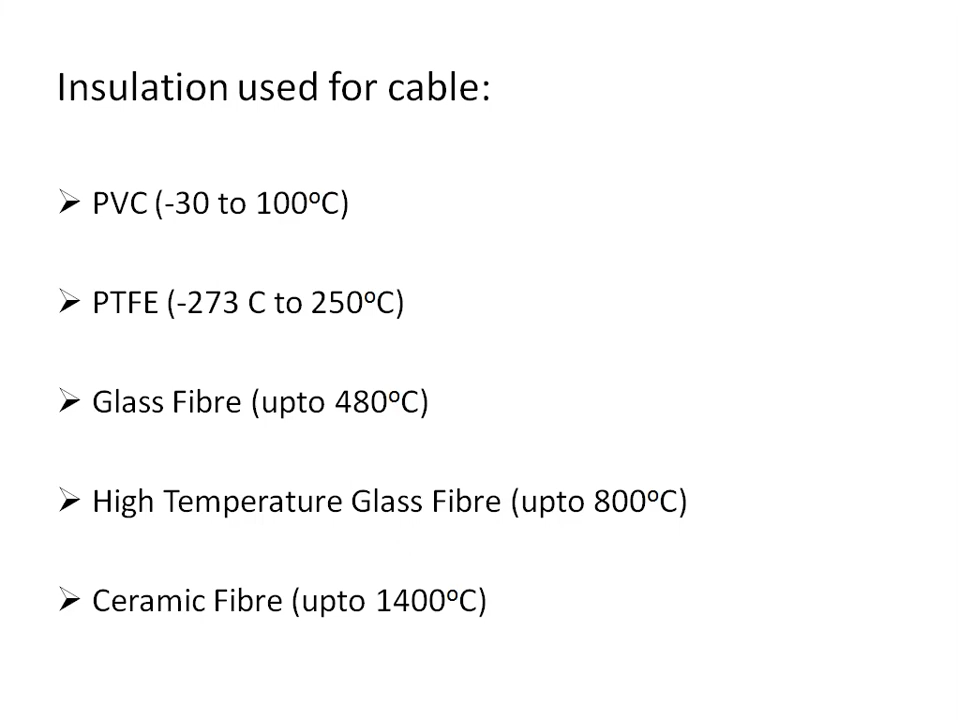 Insulation used for cable:
➢ PVC (-30 to 100ºC)
➢ PTFE (-273 C to 250ºC)
➢ Glass Fibre (upto 480ºC)
➢ High Temperature Glass Fibre (upto 800ºC)
➢ Ceramic Fibre (upto 1400ºC)